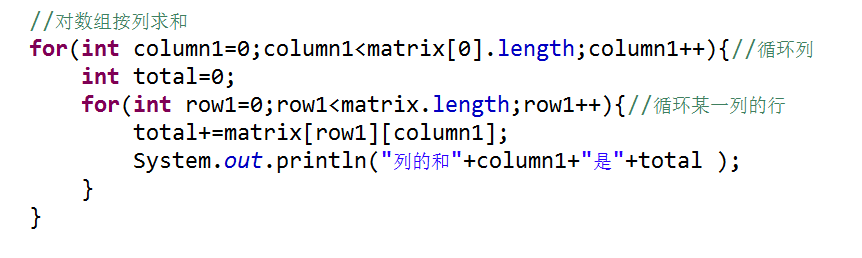 //对数组按列求和
for(int column1=0;column1<matrix[0].length;column1++){//循环列
    int total=0;
    for(int row1=0;row1<matrix.length;row1++){//循环某一列的行
        total+=matrix[row1][column1];
        System.out.println("列的和"+column1+"是"+total );
    }
}